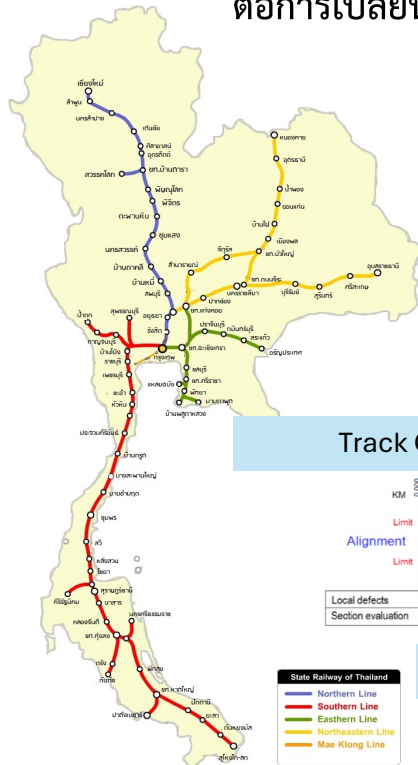 ต่อการเปลี่ยน
เชียงใหม่
ลำพูน
นครลำปาง
เด่นชัย
ศิลาอาสน์
อุตรดิตถ์
ชท.บ้านดารา
สวรรคโลก
พิษณุโลก
พิจิตร
ตะพานหิน
ชุมแสง
นครสวรรค์
บ้านตาคลี
บ้านหมี่
ลพบุรี
หนองคาย
อุดรธานี
น้ำพอง
ขอนแก่น
บ้านไผ่
เมืองพล
ชท.บัวใหญ่
จัตุรัส
ลำนารายณ์
ชท.ถนนจิระ
นครราชสีมา
บุรีรัมย์
สุรินทร์
ศรีสะเกษ
อุบลราชธานี
ปากช่อง
ชท.แก่งคอย
อยุธยา
รังสิต
กรุงเทพ
ปราจีนบุรี
กบินทร์บุรี
สระแก้ว
อรัญประเทศ
ชท.ฉะเชิงเทรา
ชลบุรี
ชท.ศรีราชา
แหลมฉบัง
พัทยา
มาบตาพุด
บ้านพลูตาหลวง
สุพรรณบุรี
น้ำตก
กาญจนบุรี
บ้านโป่ง
ราชบุรี
เพชรบุรี
ชะอำ
หัวหิน
ประจวบคีรีขันธ์
บ้านกรูด
บางสะพานใหญ่
มาบอำมฤต
ชุมพร
สวี
หลังสวน
ไชยา
สุราษฎร์ธานี
คีรีรัฐนิคม
นาสาร
คลองจันดี
นครศรีธรรมราช
ชท.ทุ่งสง
ตรัง
กันตัง
พัทลุง
ชท.หาดใหญ่
ปาดังเบซาร์
ปัตตานี
ยะลา
ตันหยงมัส
สุไหงโก-ลก
Track
KM
Limit
Alignment
Limit
Local defects
Section evaluation
State Railway of Thailand
Northern Line
Southern Line
Eastern Line
Northeastern Line
Mae Klong Line